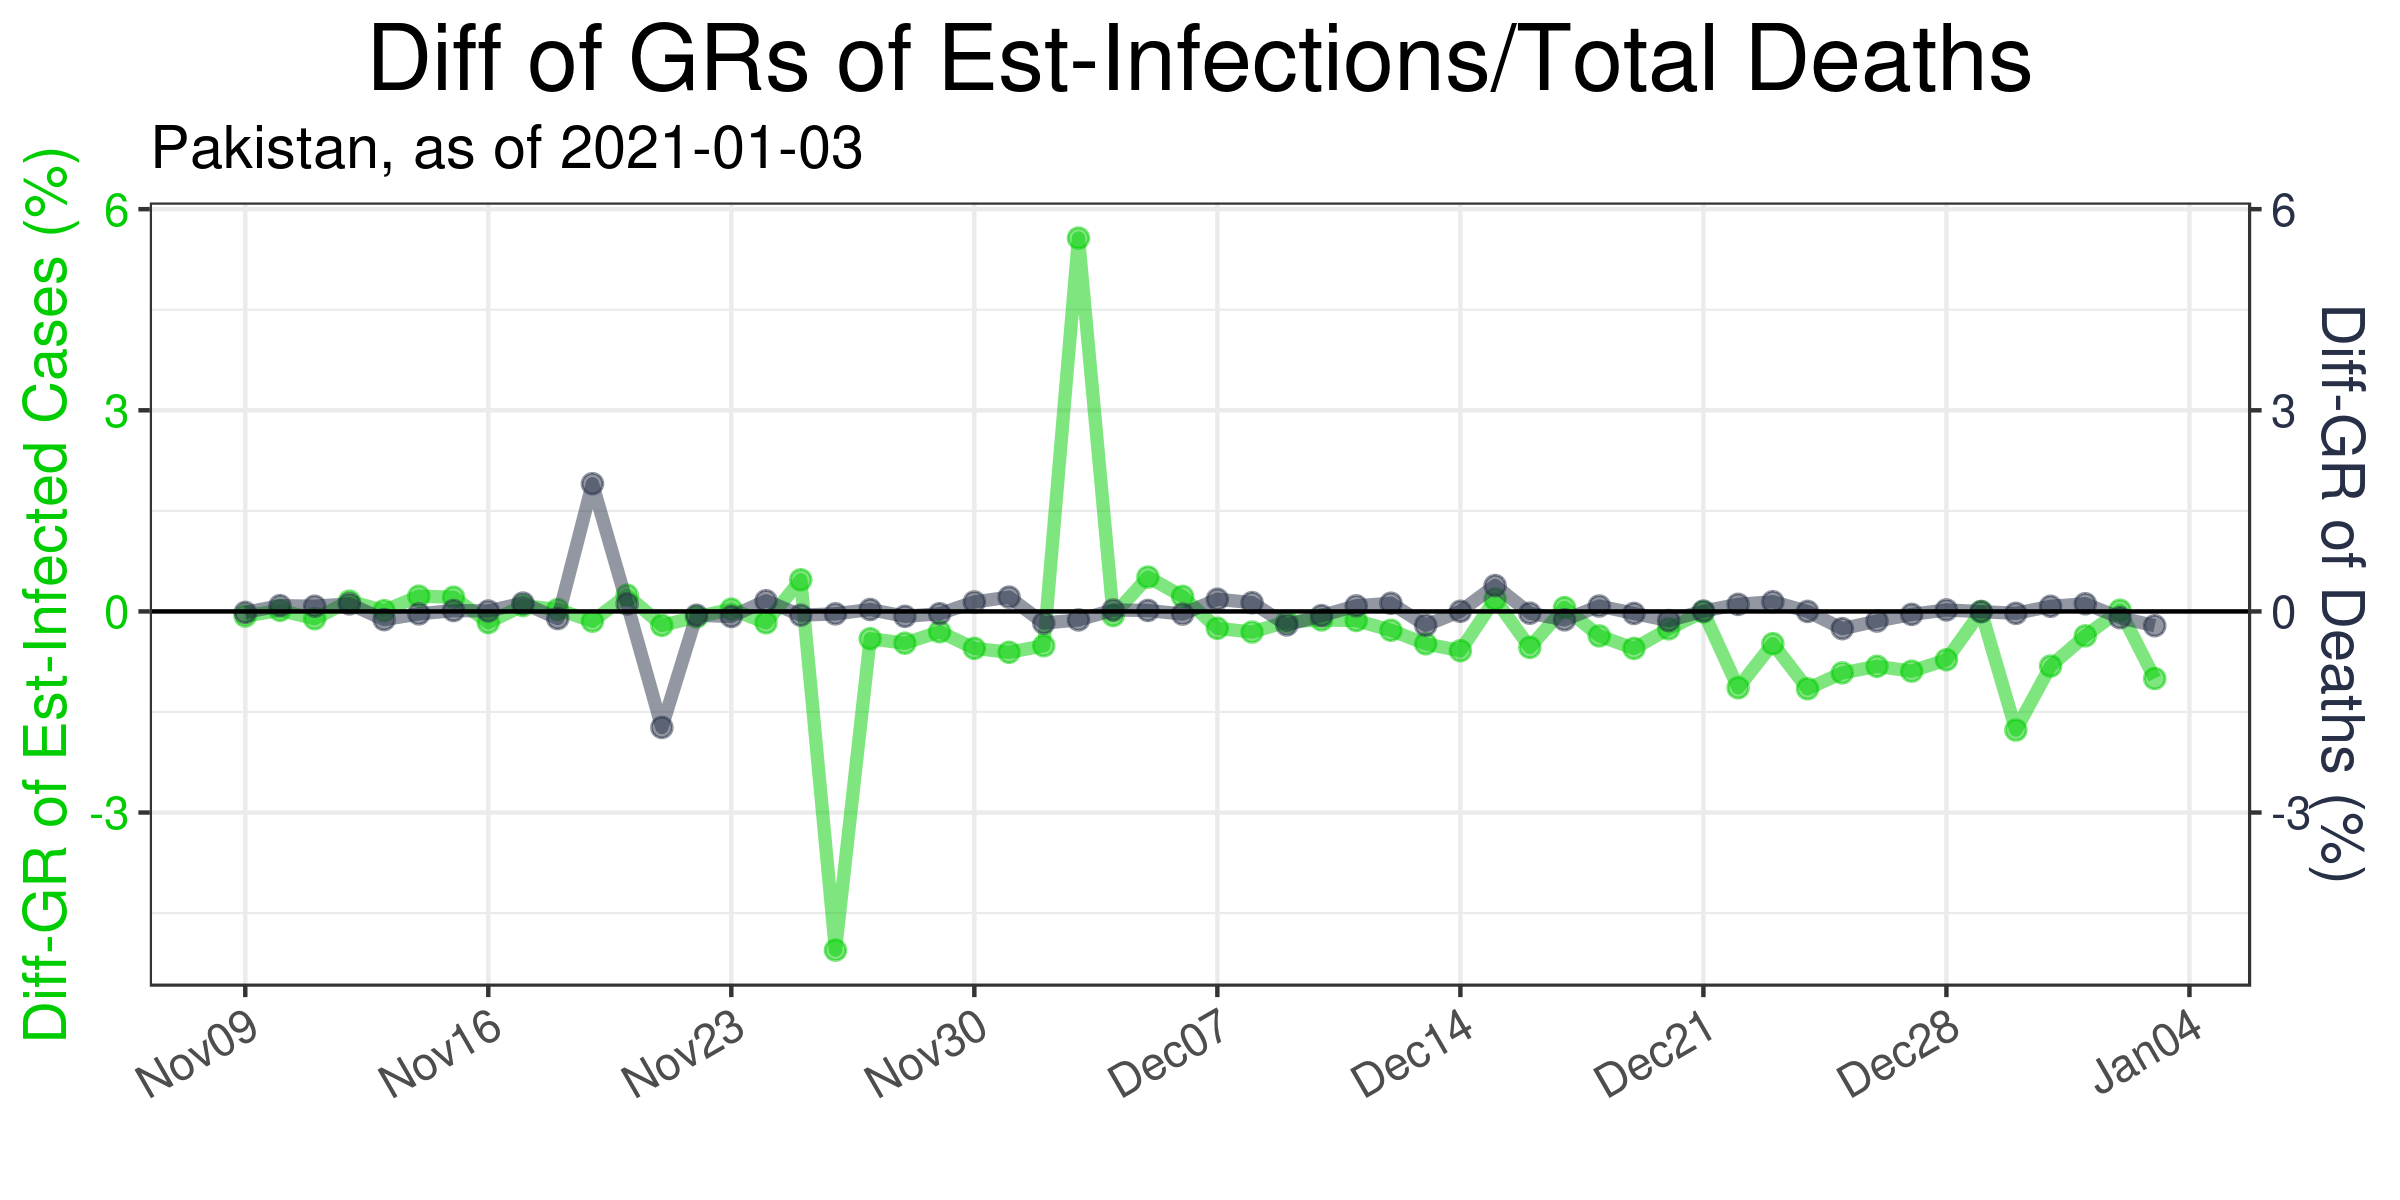 Diff of GRs of Est-Infections/Total Deaths
Pakistan, as of 2021-01-03
Diff-GR of Est-Infected Cases (%)
6
3
0
-3
6
3
0
-3
Diff-GR of Deaths (%)
Nov09
Nov16
Nov23
Nov30
Dec07
Dec14
Dec21
Dec28
Jan04